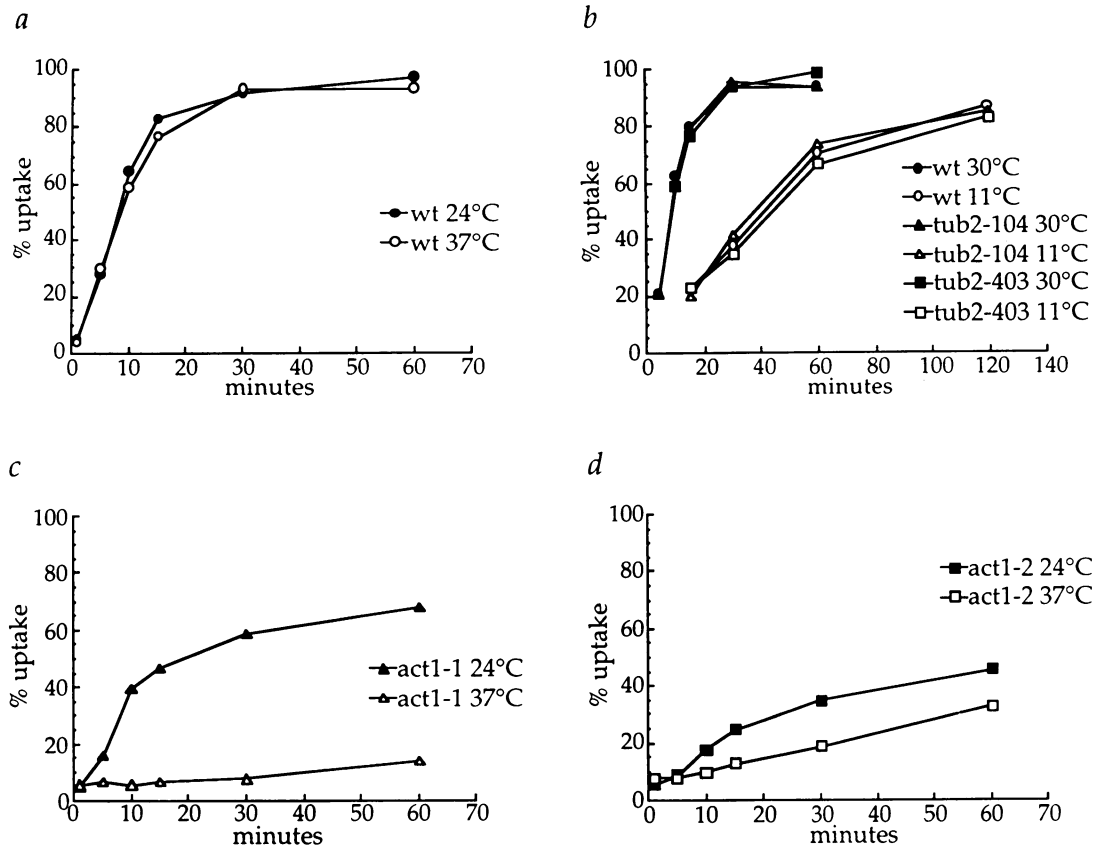 a
100
80
60
40
20
0
% uptake
wt 24°C
wt 37°C
0 10 20 30 40 50 60 70
minutes
b
100
80
60
40
20
0
% uptake
wt 30°C
wt 11°C
tub2-104 30°C
tub2-104 11°C
tub2-403 30°C
tub2-403 11°C
0 20 40 60 80 100 120 140
minutes
c
100
80
60
40
20
0
% uptake
act1-1 24°C
act1-1 37°C
0 10 20 30 40 50 60 70
minutes
d
100
80
60
40
20
0
% uptake
act1-2 24°C
act1-2 37°C
0 10 20 30 40 50 60 70
minutes